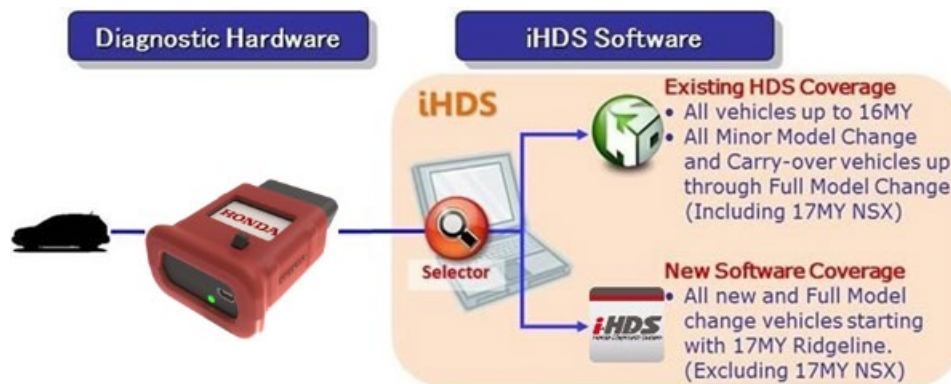 Diagnostic Hardware
iHDS Software
iHDS
Existing HDS Coverage
• All vehicles up to 16MY
• All Minor Model Change
and Carry-over vehicles up
through Full Model Change
(Including 17MY NSX)
HONDA
Selector
New Software Coverage
• All new and Full Model
change vehicles starting
with 17MY Ridgeline.
(Excluding 17MY NSX)
i-HDS